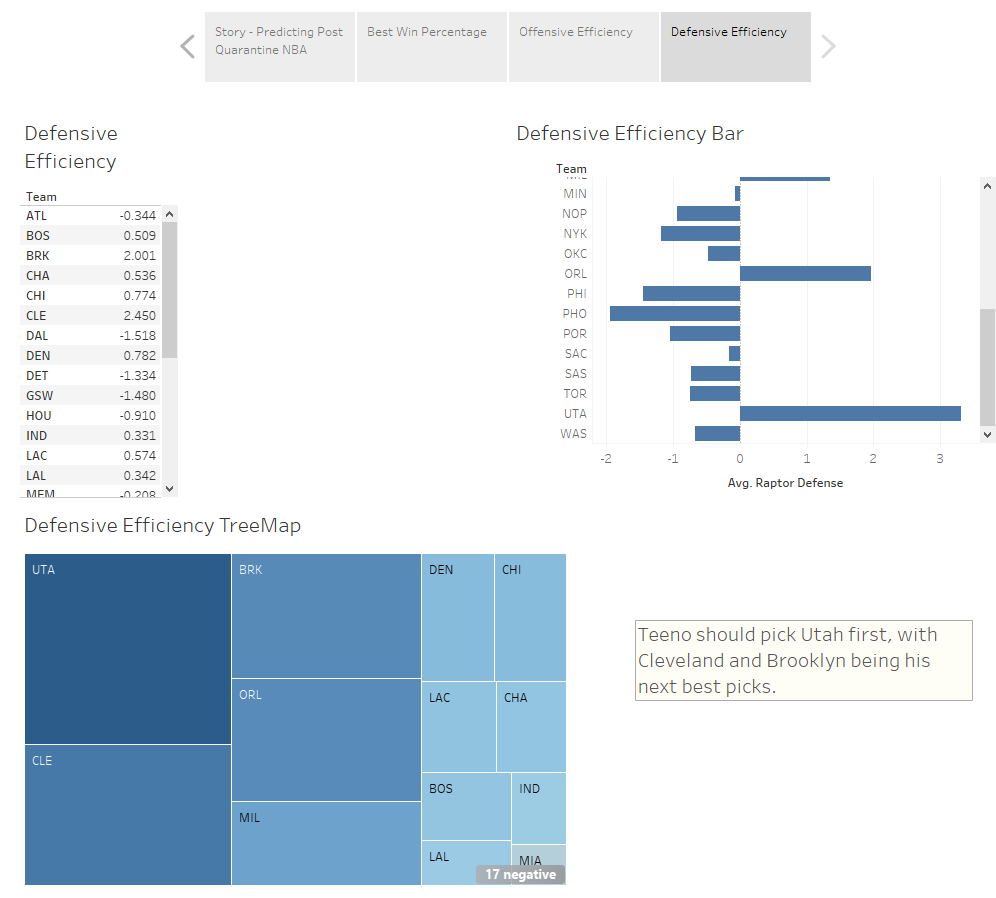 Story - Predicting Post
Quarantine NBA
Best Win Percentage
Offensive Efficiency
Defensive Efficiency
Defensive
Efficiency
Team
ATL -0.344
BOS 0.509
BRK 2.001
CHA 0.536
CHI 0.774
CLE 2.450
DAL -1.518
DEN 0.782
DET -1.334
GSW -1.480
HOU -0.910
IND 0.331
LAC 0.574
LAL 0.342
MEM -0.208
Defensive Efficiency Bar
Team
MIL
MIN
NOP
NYK
OKC
ORL
PHI
PHO
POR
SAC
SAS
TOR
UTA
WAS
-2 -1 0 1 2 3
Avg. Raptor Defense
Defensive Efficiency TreeMap
UTA
BRK
DEN
CHI
ORL
LAC
CHA
CLE
MIL
BOS
IND
LAL
MIA
17 negative
Teeno should pick Utah first, with
Cleveland and Brooklyn being his
next best picks.